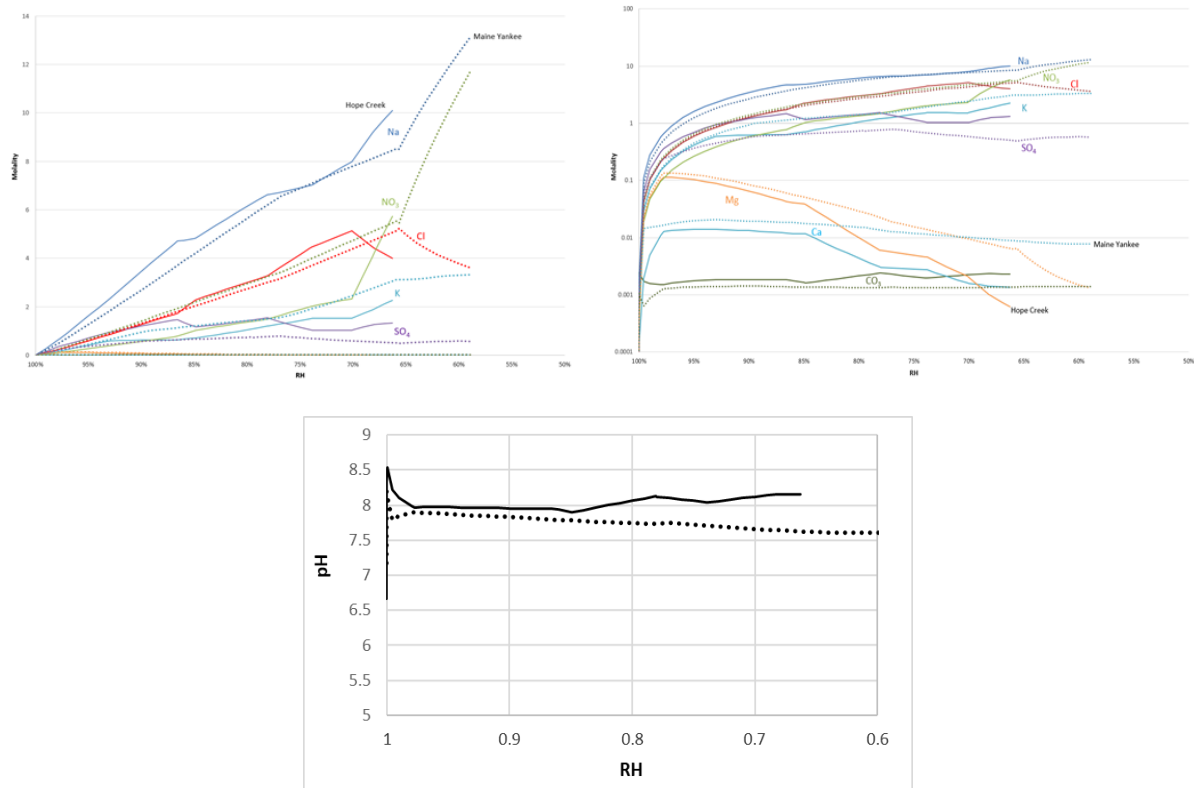 14
12
10
8
6
4
2
0
Molality
Maine Yankee
Hope Creek
Na
NO3
Cl
K
SO4
100%
95%
90%
85%
80%
75%
70%
65%
60%
55%
50%
RH
100
10
1
0.1
0.01
0.001
0.0001
Molality
Na
NO3
Cl
K
SO4
Mg
Ca
Maine Yankee
CO3
Hope Creek
100%
95%
90%
85%
80%
75%
70%
65%
60%
55%
50%
RH
9
8.5
8
7.5
7
6.5
6
5.5
5
pH
1
0.9
0.8
0.7
0.6
RH